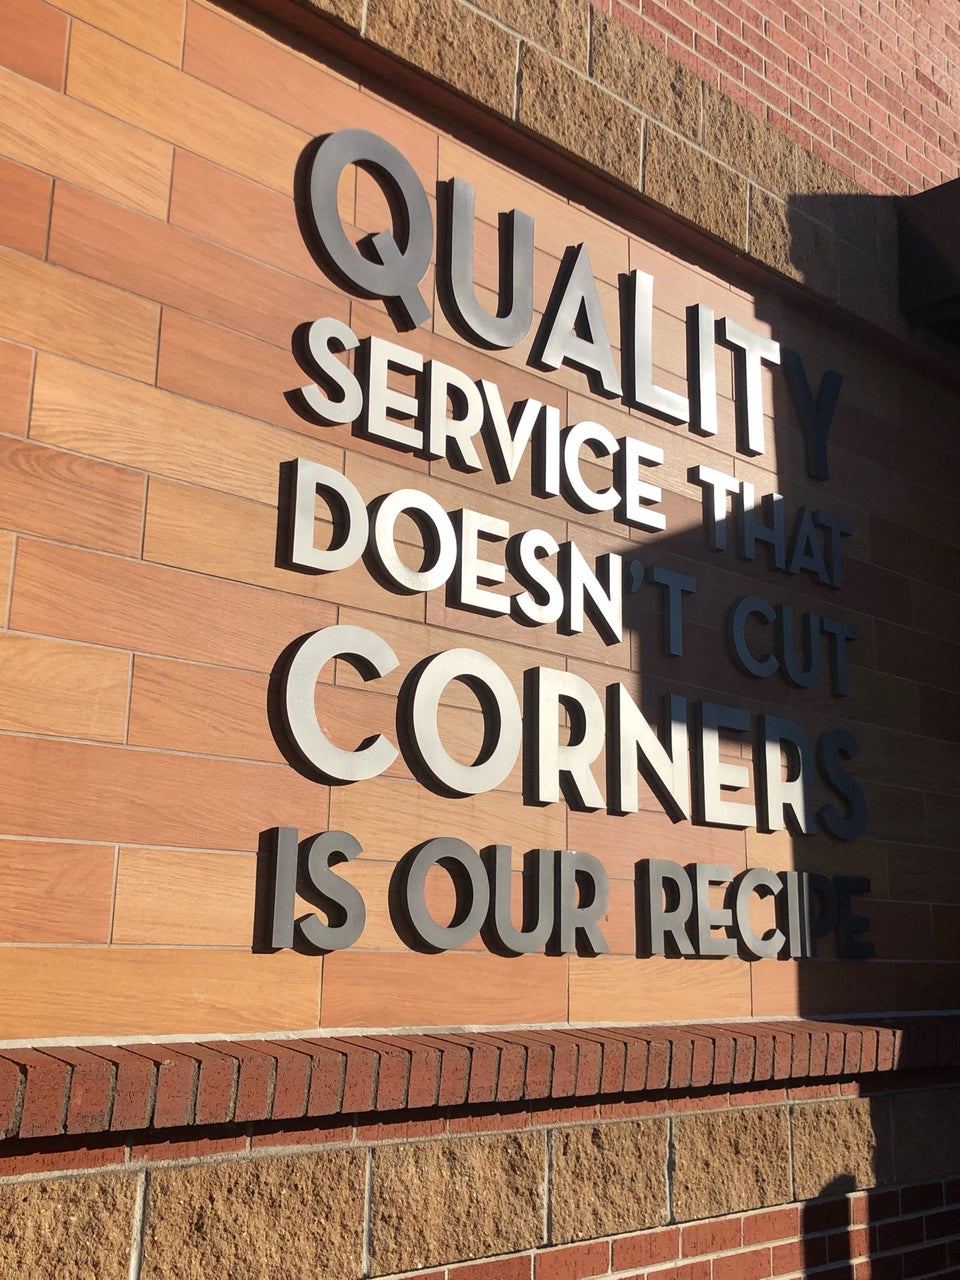 QUALITY
SERVICE THAT
DOESN'T CUT
CORNERS
IS OUR RECIPE